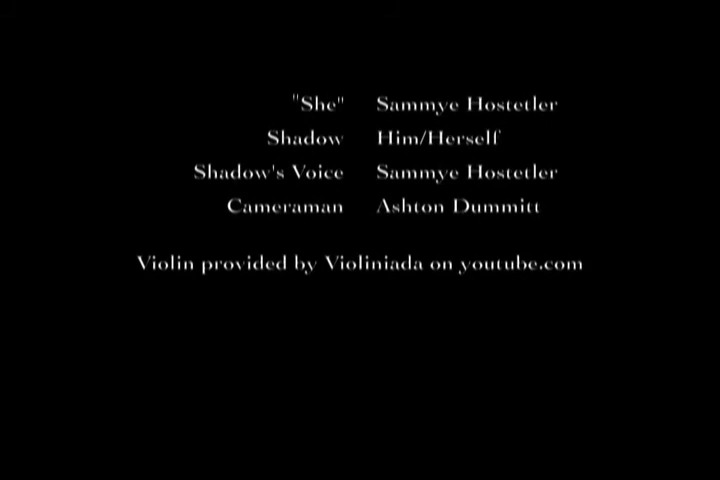 "She" Sammye Hostetler
Shadow Him/Herself
Shadow's Voice Sammye Hostetler
Cameraman Ashton Dummitt
Violin provided by Violiniada on youtube.com